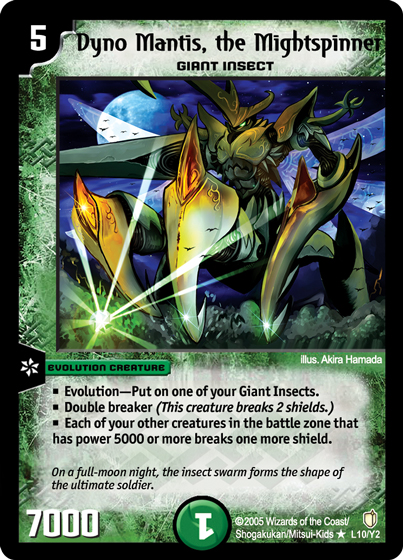 5 Dyno Mantis, the Mightspinner
GIANT INSECT
illus. Akira Hamada
EVOLUTION CREATURE
▪ Evolution—Put on one of your Giant Insects.
▪ Double breaker (This creature breaks 2 shields.)
▪ Each of your other creatures in the battle zone that
has power 5000 or more breaks one more shield.
On a full-moon night, the insect swarm forms the shape of
the ultimate soldier.
7000
©2005 Wizards of the Coast/
Shogakukan/Mitsui-Kids ★ L10/Y2